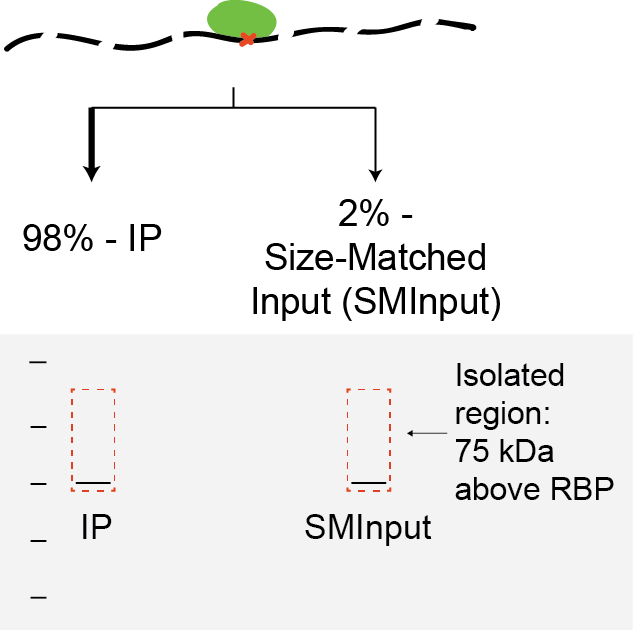 98% - IP
2% -
Size-Matched
Input (SMInput)
Isolated
region:
75 kDa
above RBP
IP
SMInput